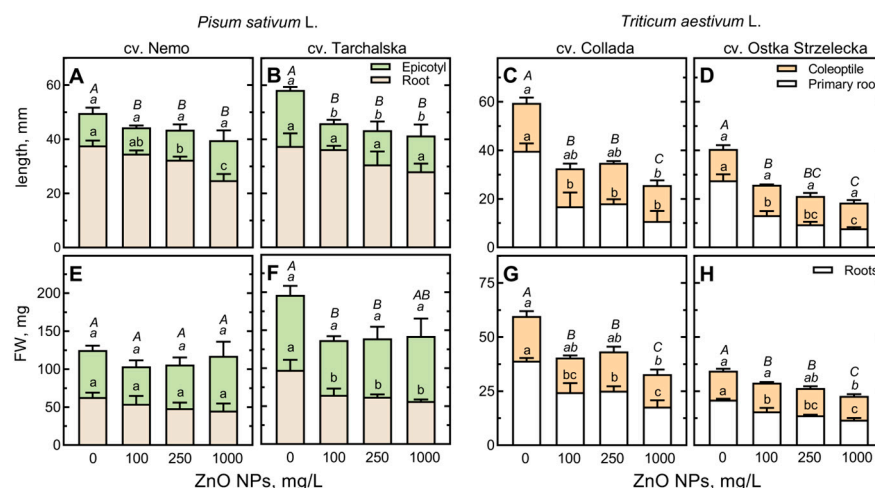 Pisum sativum L.
Triticum aestivum L.
cv. Nemo
cv. Tarchalska
cv. Collada
cv. Ostka Strzelecka
A
B
C
D
Epicotyl
Root
Coleoptile
Primary roo
length, mm
60
40
20
0
60
40
20
0
A B B B
a a a a
a ab b c
A B B B
a b b b
a a a a
A B B C
a ab ab b
a b b b
A B BC C
a a a a
a b bc c
E
F
G
H
Roots
FW, mg
200
150
100
50
0
75
50
25
0
A A A A
a a a a
a a a a
A B B AB
a a a a
a b b b
A B B C
a ab ab b
a bc b c
A B B C
a a ab b
a b bc c
0 100 250 1000
0 100 250 1000
0 100 250 1000
0 100 250 1000
ZnO NPs, mg/L
ZnO NPs, mg/L